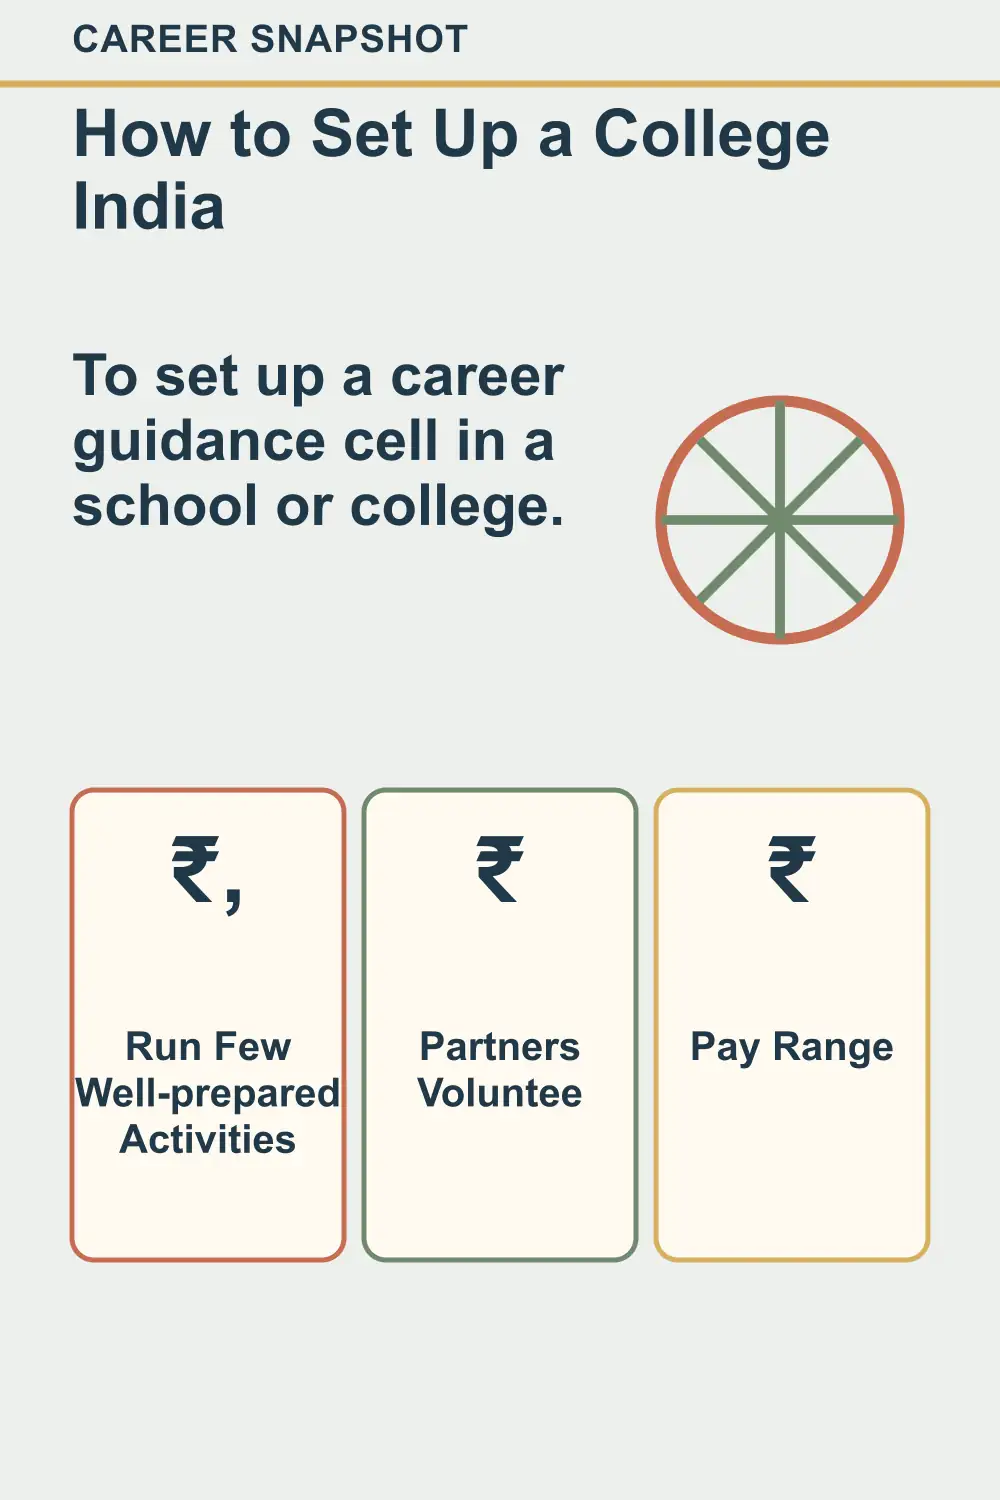 CAREER SNAPSHOT
How to Set Up a College
India
To set up a career
guidance cell in a
school or college.
₹,
Run Few
Well-prepared
Activities
₹
Partners
Voluntee
₹
Pay Range